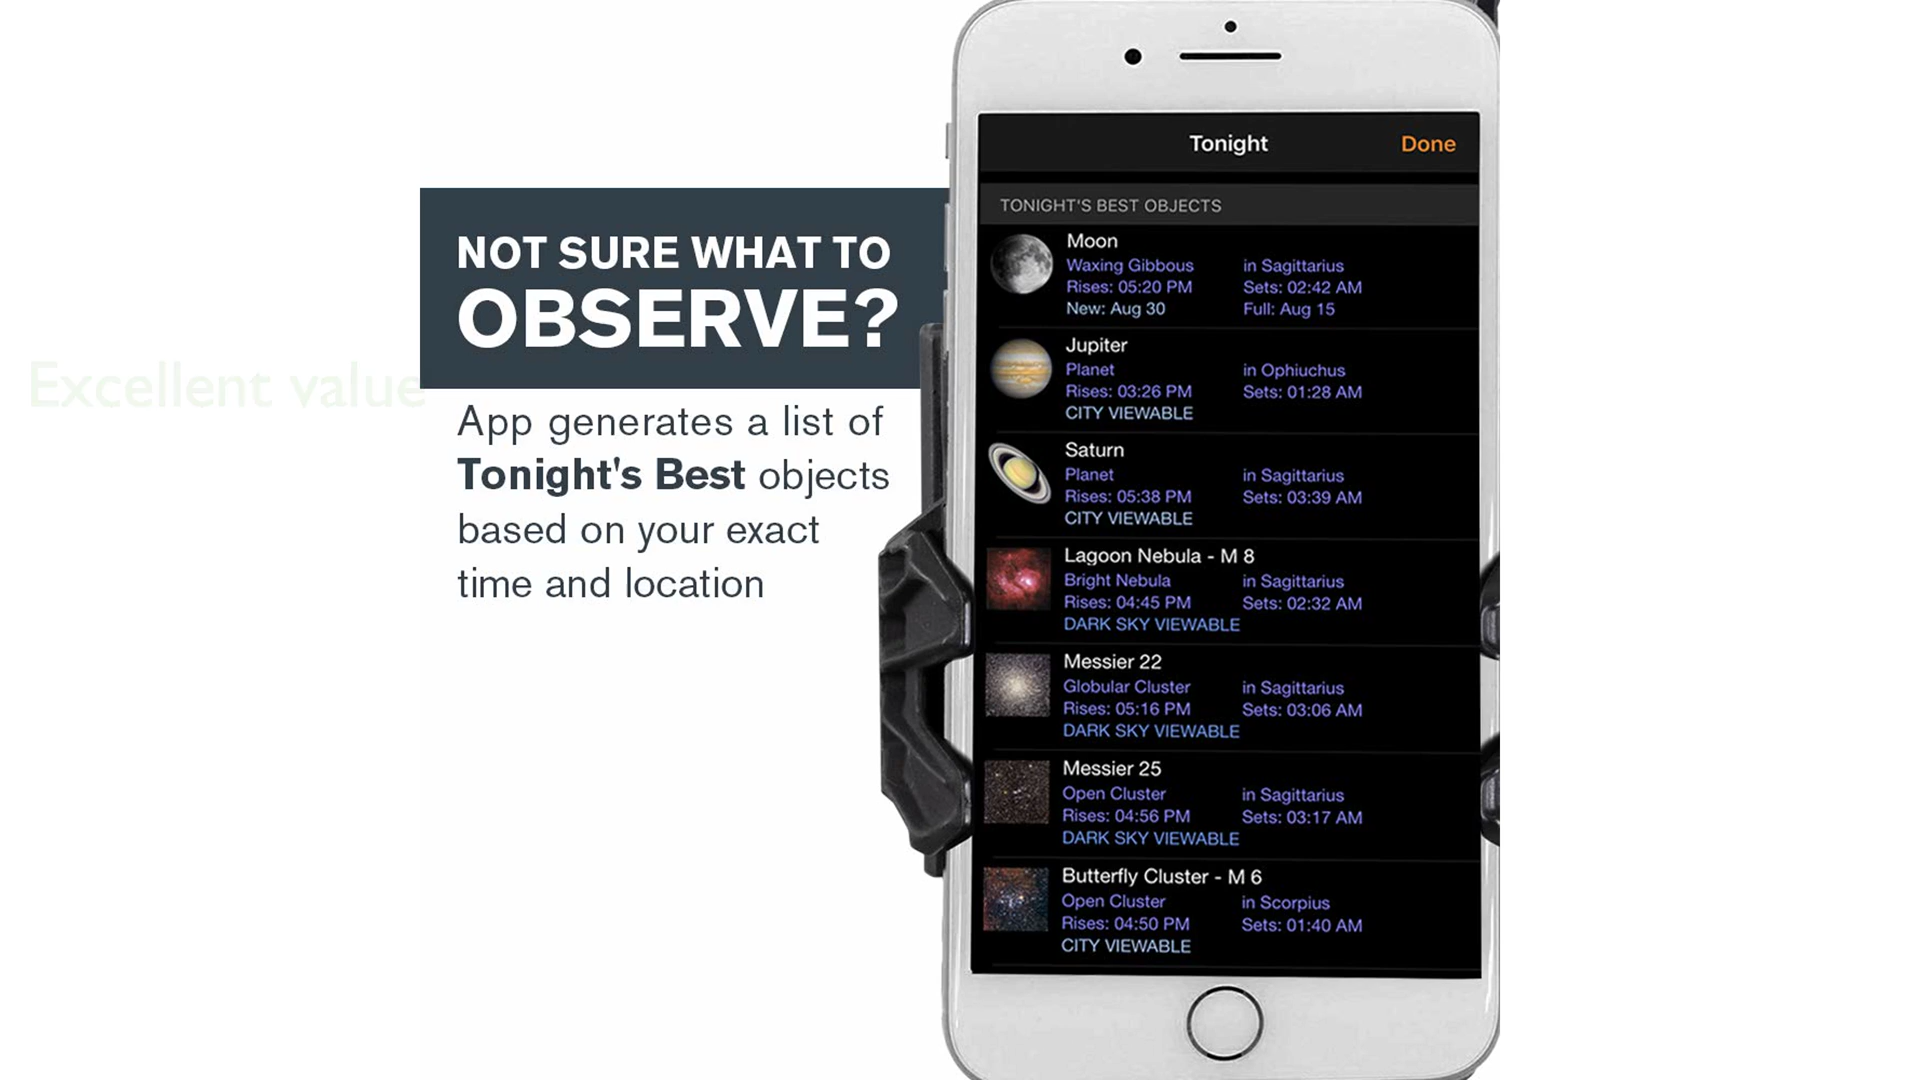 Excellent value
NOT SURE WHAT TO
OBSERVE?
App generates a list of
Tonight's Best objects
based on your exact
time and location
Tonight Done
TONIGHT'S BEST OBJECTS
Moon
Waxing Gibbous in Sagittarius
Rises: 05:20 PM Sets: 02:42 AM
New: Aug 30 Full: Aug 15
Jupiter
Planet in Ophiuchus
Rises: 03:26 PM Sets: 01:28 AM
CITY VIEWABLE
Saturn
Planet in Sagittarius
Rises: 05:38 PM Sets: 03:39 AM
CITY VIEWABLE
Lagoon Nebula - M 8
Bright Nebula in Sagittarius
Rises: 04:45 PM Sets: 02:32 AM
DARK SKY VIEWABLE
Messier 22
Globular Cluster in Sagittarius
Rises: 05:16 PM Sets: 03:06 AM
DARK SKY VIEWABLE
Messier 25
Open Cluster in Sagittarius
Rises: 04:56 PM Sets: 03:17 AM
DARK SKY VIEWABLE
Butterfly Cluster - M 6
Open Cluster in Scorpius
Rises: 04:50 PM Sets: 01:40 AM
CITY VIEWABLE